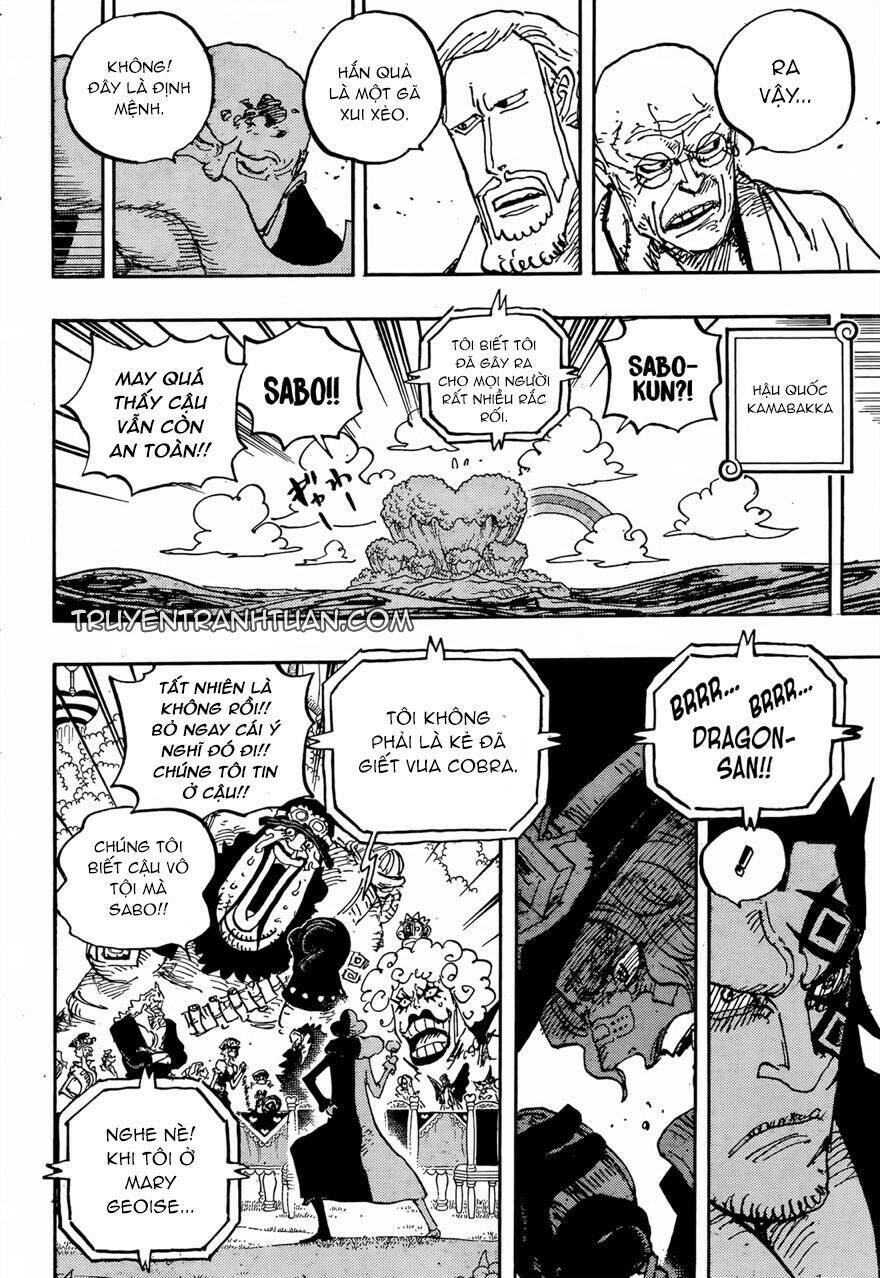 RA
VẬY...
HẮN QUẢ
LÀ MỘT GÃ
XUI XẺO.
KHÔNG!
ĐÂY LÀ ĐỊNH
MỆNH.
HẬU QUỐC
KAMABAKKA
SABO-
KUN?!
TÔI BIẾT TÔI
ĐÃ GÂY RA
CHO MỌI NGƯỜI
RẤT NHIỀU RẮC
RỐI.
SABO!!
MAY QUÁ
THẤY CẬU
VẪN CÒN
AN TOÀN!!
ギャー
TRUYENTRANHTUAN.COM
BRRR... BRRR...
DRAGON-
SAN!!
!
TÔI KHÔNG
PHẢI LÀ KẺ ĐÃ
GIẾT VUA COBRA.
TẤT NHIÊN LÀ
KHÔNG RỒI!!
BỎ NGAY CÁI Ý
NGHĨ ĐÓ ĐI!!
CHÚNG TÔI TIN
Ở CẬU!!
CHÚNG TÔI
BIẾT CẬU VÔ
TỘI MÀ
SABO!!
NGHE NÈ!
KHI TÔI Ở
MARY
GEOISE...